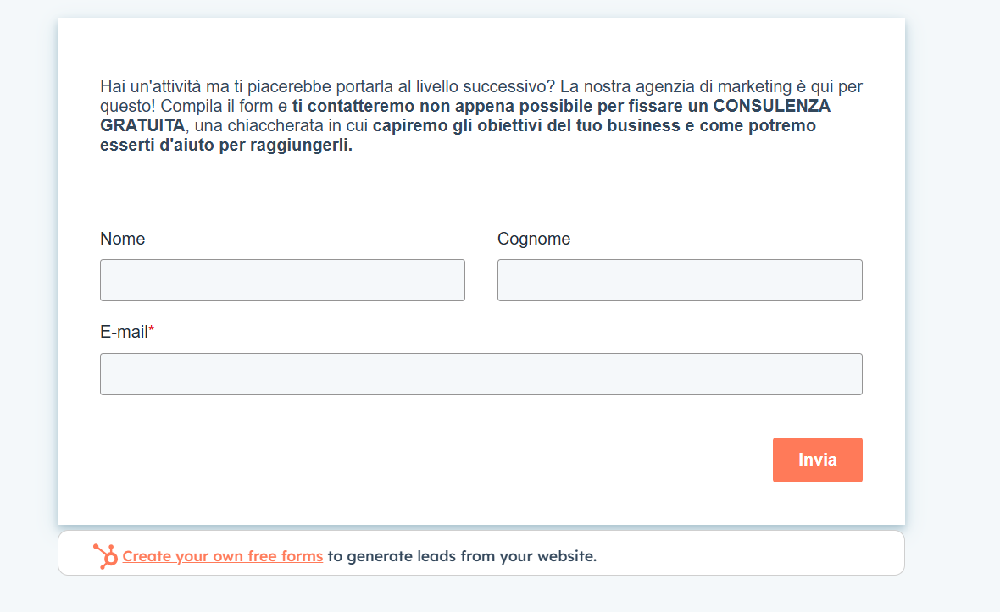 Hai un'attività ma ti piacerebbe portarla al livello successivo? La nostra agenzia di marketing è qui per
questo! Compila il form e ti contatteremo non appena possibile per fissare un CONSULENZA
GRATUITA, una chiaccherata in cui capiremo gli obiettivi del tuo business e come potremo
esserti d'aiuto per raggiungerli.
Nome
Cognome
E-mail*
Invia
Create your own free forms to generate leads from your website.